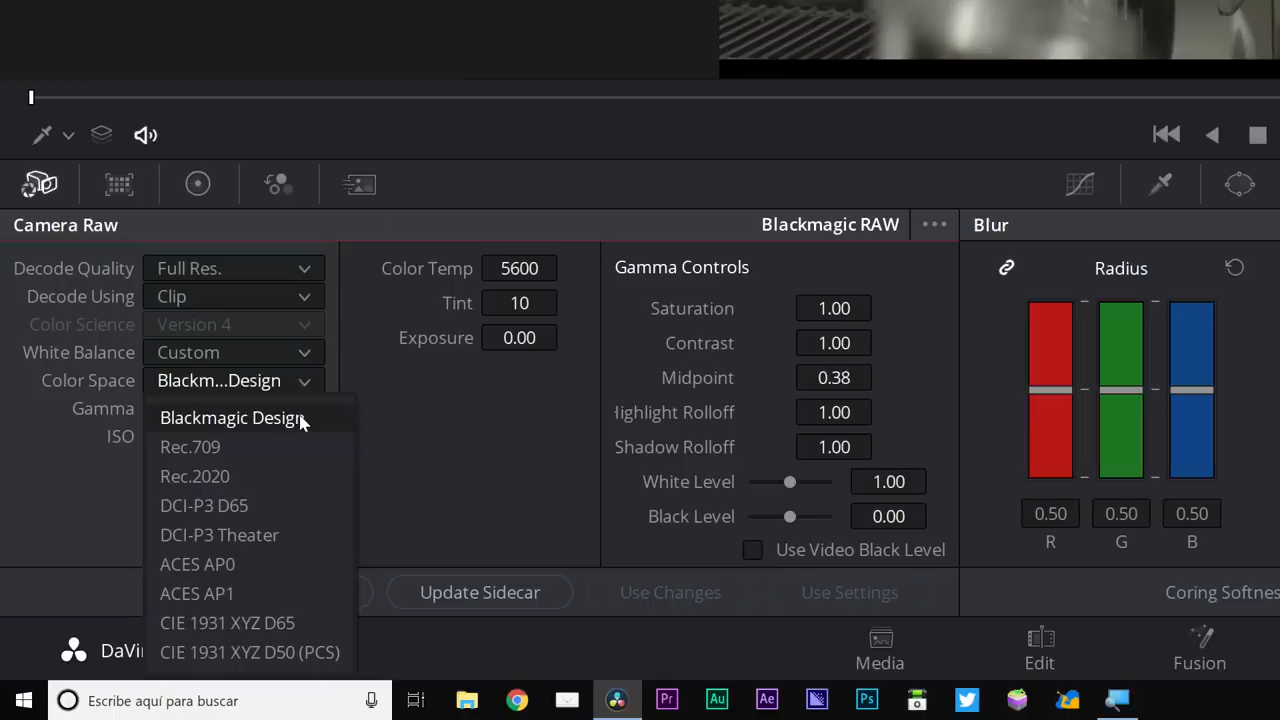 Camera Raw
Blackmagic RAW
Blur
Decode Quality
Full Res.
Decode Using
Clip
Color Science
Version 4
White Balance
Custom
Color Space
Blackm...Design
Gamma
ISO
Blackmagic Design
Rec.709
Rec.2020
DCI-P3 D65
DCI-P3 Theater
ACES AP0
ACES AP1
CIE 1931 XYZ D65
CIE 1931 XYZ D50 (PCS)
Color Temp
5600
Tint
10
Exposure
0.00
Gamma Controls
Saturation
1.00
Contrast
1.00
Midpoint
0.38
Highlight Rolloff
1.00
Shadow Rolloff
1.00
White Level
1.00
Black Level
0.00
Use Video Black Level
Radius
0.50
0.50
0.50
R
G
B
Update Sidecar
Use Changes
Use Settings
Coring Softnes
DaVi
Media
Edit
Fusion
Escribe aquí para buscar
Pr
Au
Ae
Ps